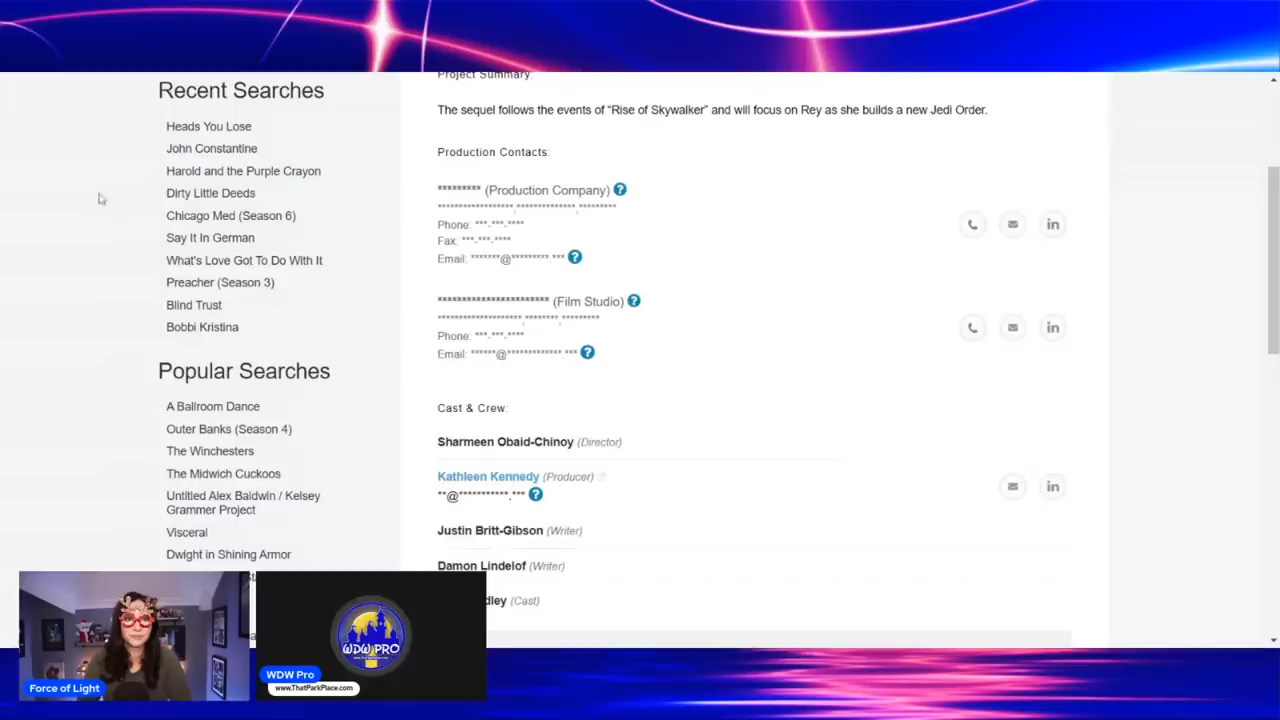 Recent Searches
Heads You Lose
John Constantine
Harold and the Purple Crayon
Dirty Little Deeds
Chicago Med (Season 6)
Say It In German
What's Love Got To Do With It
Preacher (Season 3)
Blind Trust
Bobbi Kristina
Popular Searches
A Ballroom Dance
Outer Banks (Season 4)
The Winchesters
The Midwich Cuckoos
Untitled Alex Baldwin / Kelsey
Grammer Project
Visceral
Dwight in Shining Armor
Project Summary:
The sequel follows the events of “Rise of Skywalker” and will focus on Rey as she builds a new Jedi Order.
Production Contacts:
********* (Production Company) ?
******************,**************,*********
Phone: ***-***-****
Fax: ***-***-****
Email: *******@*********.*** ?
************************ (Film Studio) ?
********************,********,*********
Phone: ***-***-****
Email: ******@*************.*** ?
in
in
Cast & Crew:
Sharmeen Obaid-Chinoy (Director)
Kathleen Kennedy (Producer)
**@***********.*** ?
in
Justin Britt-Gibson (Writer)
Damon Lindelof (Writer)
dley (Cast)
Force of Light
WDW PRO
WDW Pro
www.ThatParkPlace.com